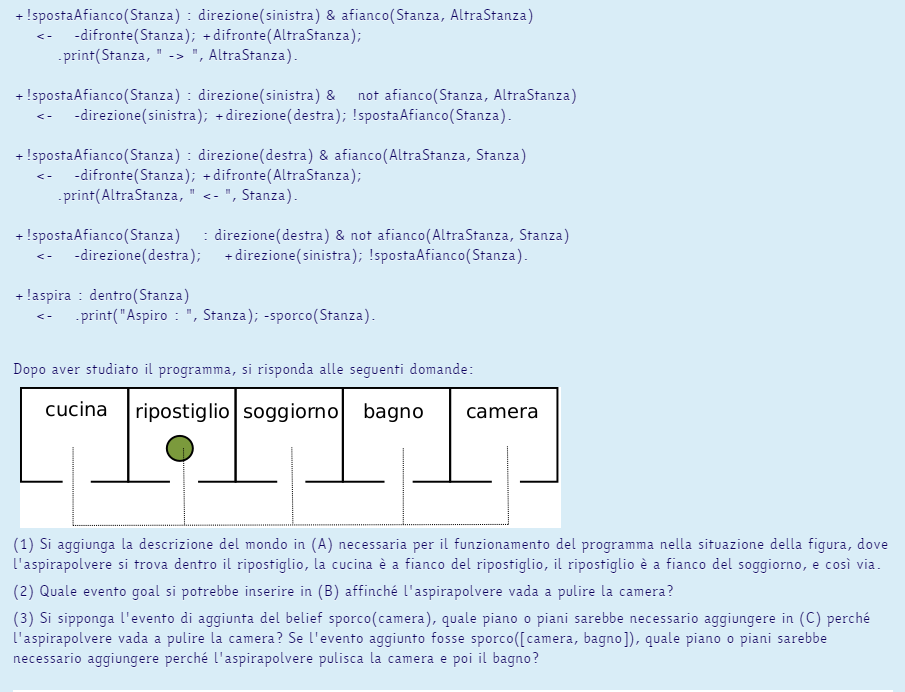 +!spostaAfianco(Stanza) : direzione(sinistra) & afianco(Stanza, AltraStanza)
<- -difronte(Stanza); +difronte(AltraStanza);
.print(Stanza, " -> ", AltraStanza).
+!spostaAfianco(Stanza) : direzione(sinistra) & not afianco(Stanza, AltraStanza)
<- -direzione(sinistra); +direzione(destra); !spostaAfianco(Stanza).
+!spostaAfianco(Stanza) : direzione(destra) & afianco(AltraStanza, Stanza)
<- -difronte(Stanza); +difronte(AltraStanza);
.print(AltraStanza, " <- ", Stanza).
+!spostaAfianco(Stanza) : direzione(destra) & not afianco(AltraStanza, Stanza)
<- -direzione(destra); +direzione(sinistra); !spostaAfianco(Stanza).
+!aspira : dentro(Stanza)
<- .print("Aspiro : ", Stanza); -sporco(Stanza).
Dopo aver studiato il programma, si risponda alle seguenti domande:
cucina ripostiglio soggiorno bagno camera
(1) Si aggiunga la descrizione del mondo in (A) necessaria per il funzionamento del programma nella situazione della figura, dove
l'aspirapolvere si trova dentro il ripostiglio, la cucina è a fianco del ripostiglio, il ripostiglio è a fianco del soggiorno, e così via.
(2) Quale evento goal si potrebbe inserire in (B) affinché l'aspirapolvere vada a pulire la camera?
(3) Si sipponga l'evento di aggiunta del belief sporco(camera), quale piano o piani sarebbe necessario aggiungere in (C) perché
l'aspirapolvere vada a pulire la camera? Se l'evento aggiunto fosse sporco([camera, bagno]), quale piano o piani sarebbe
necessario aggiungere perché l'aspirapolvere pulisca la camera e poi il bagno?